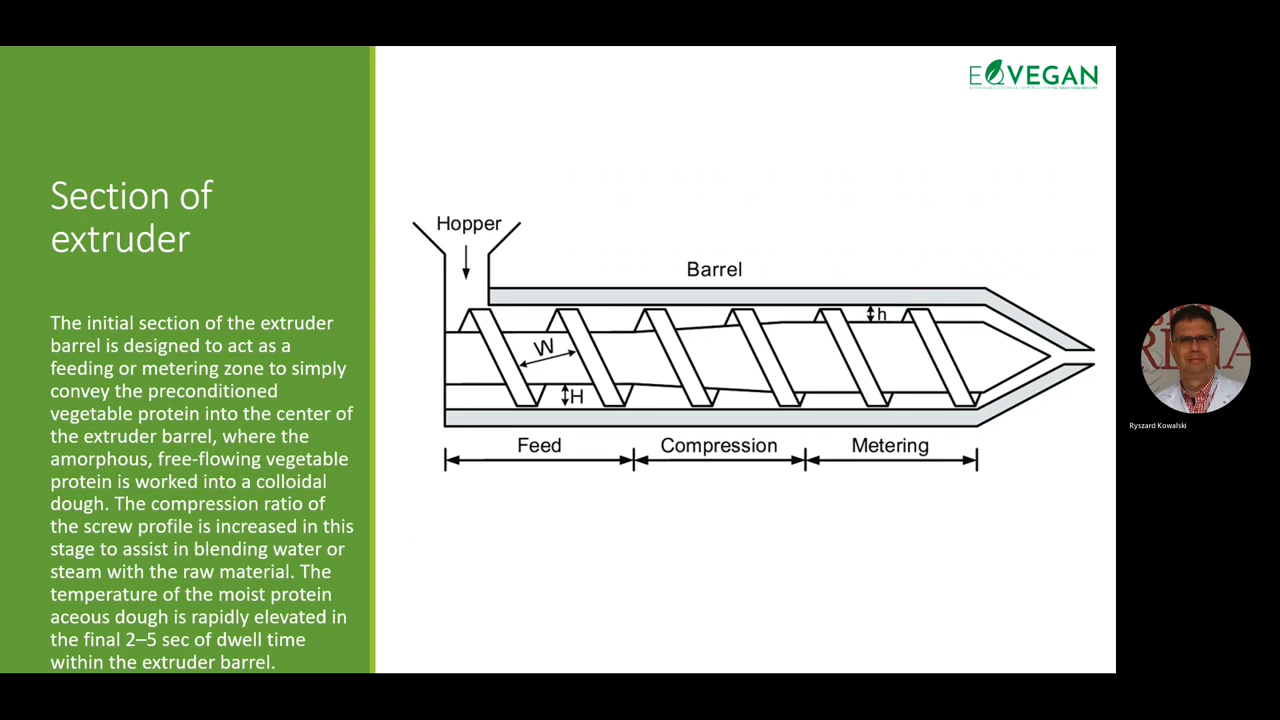 Section of
extruder
The initial section of the extruder
barrel is designed to act as a
feeding or metering zone to simply
convey the preconditioned
vegetable protein into the center of
the extruder barrel, where the
amorphous, free-flowing vegetable
protein is worked into a colloidal
dough. The compression ratio of
the screw profile is increased in this
stage to assist in blending water or
steam with the raw material. The
temperature of the moist protein
aceous dough is rapidly elevated in
the final 2–5 sec of dwell time
within the extruder barrel.
EQVEGAN
Hopper
Barrel
h
W
H
Feed
Compression
Metering
Ryszard Kowalski